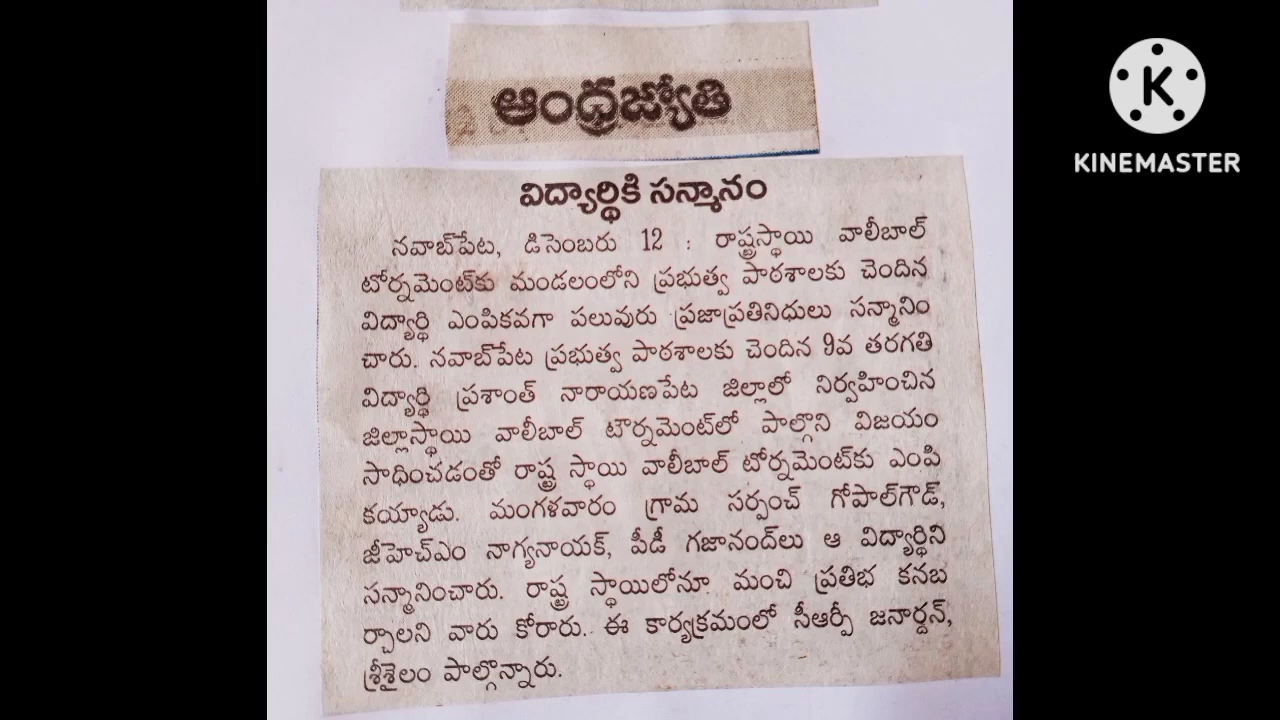 ఆంధ్రజ్యోతి
K
KINEMASTER
విద్యార్థికి సన్మానం
నవాబ్‌పేట, డిసెంబరు 12 : రాష్ట్రస్థాయి వాలీబాల్
టోర్నమెంట్‌కు మండలంలోని ప్రభుత్వ పాఠశాలకు చెందిన
విద్యార్థి ఎంపికవగా పలువురు ప్రజాప్రతినిధులు సన్మానిం
చారు. నవాబ్‌పేట ప్రభుత్వ పాఠశాలకు చెందిన 9వ తరగతి
విద్యార్థి ప్రశాంత్ నారాయణపేట జిల్లాలో నిర్వహించిన
జిల్లాస్థాయి వాలీబాల్ టౌర్నమెంట్‌లో పాల్గొని విజయం
సాధించడంతో రాష్ట్ర స్థాయి వాలీబాల్ టోర్నమెంట్‌కు ఎంపి
కయ్యాడు. మంగళవారం గ్రామ సర్పంచ్ గోపాల్‌గౌడ్,
జీహెచ్ఎం నాగ్యనాయక్, పీడీ గజానంద్‌లు ఆ విద్యార్థిని
సన్మానించారు. రాష్ట్ర స్థాయిలోనూ మంచి ప్రతిభ కనబ
ర్చాలని వారు కోరారు. ఈ కార్యక్రమంలో సీఆర్పీ జనార్దన్,
శ్రీశైలం పాల్గొన్నారు.